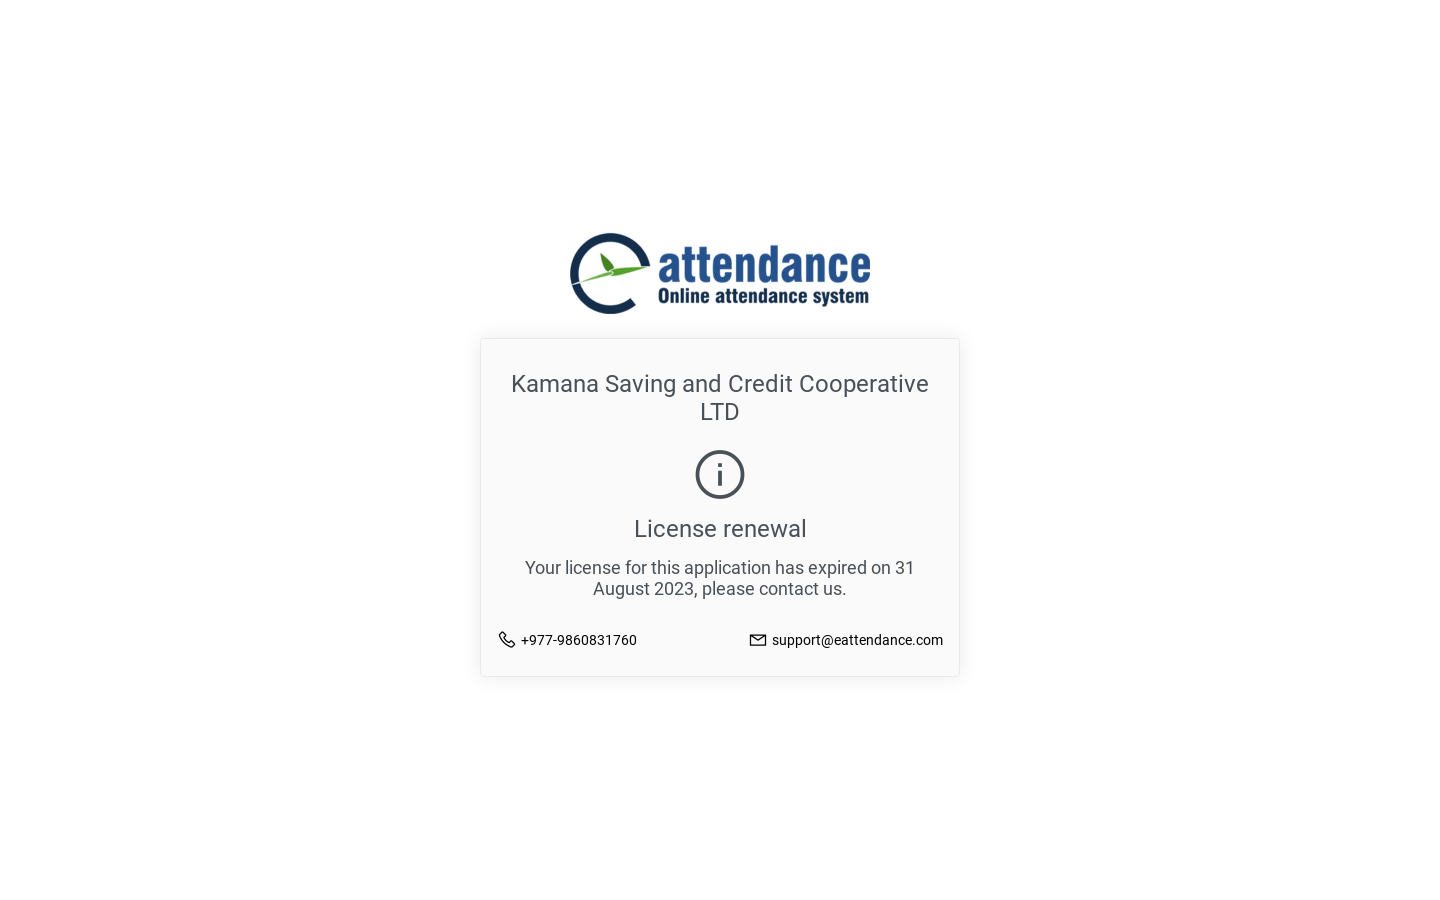 attendance
Online attendance system
Kamana Saving and Credit Cooperative
LTD
License renewal
Your license for this application has expired on 31
August 2023, please contact us.
+977-9860831760
support@eattendance.com